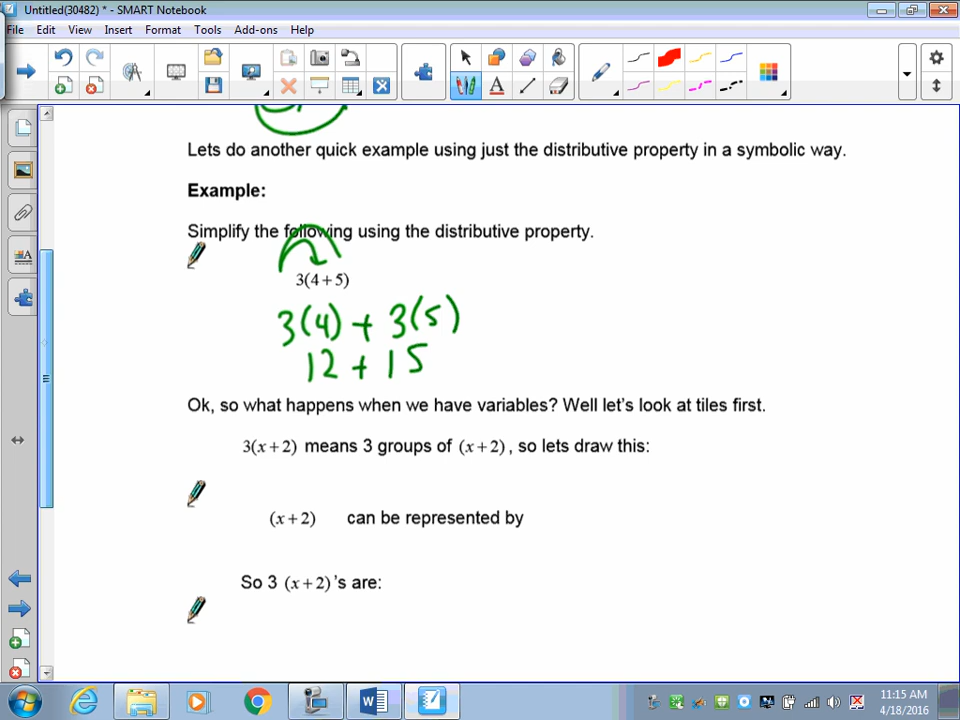 Untitled(30482) * - SMART Notebook
File Edit View Insert Format Tools Add-ons Help
Lets do another quick example using just the distributive property in a symbolic way.
Example:
Simplify the following using the distributive property.
3(4+5)
3(4) + 3(5)
12 + 15
Ok, so what happens when we have variables? Well let's look at tiles first.
3(x+2) means 3 groups of (x+2), so lets draw this:
(x+2) can be represented by
So 3 (x+2)'s are:
11:15 AM
4/18/2016